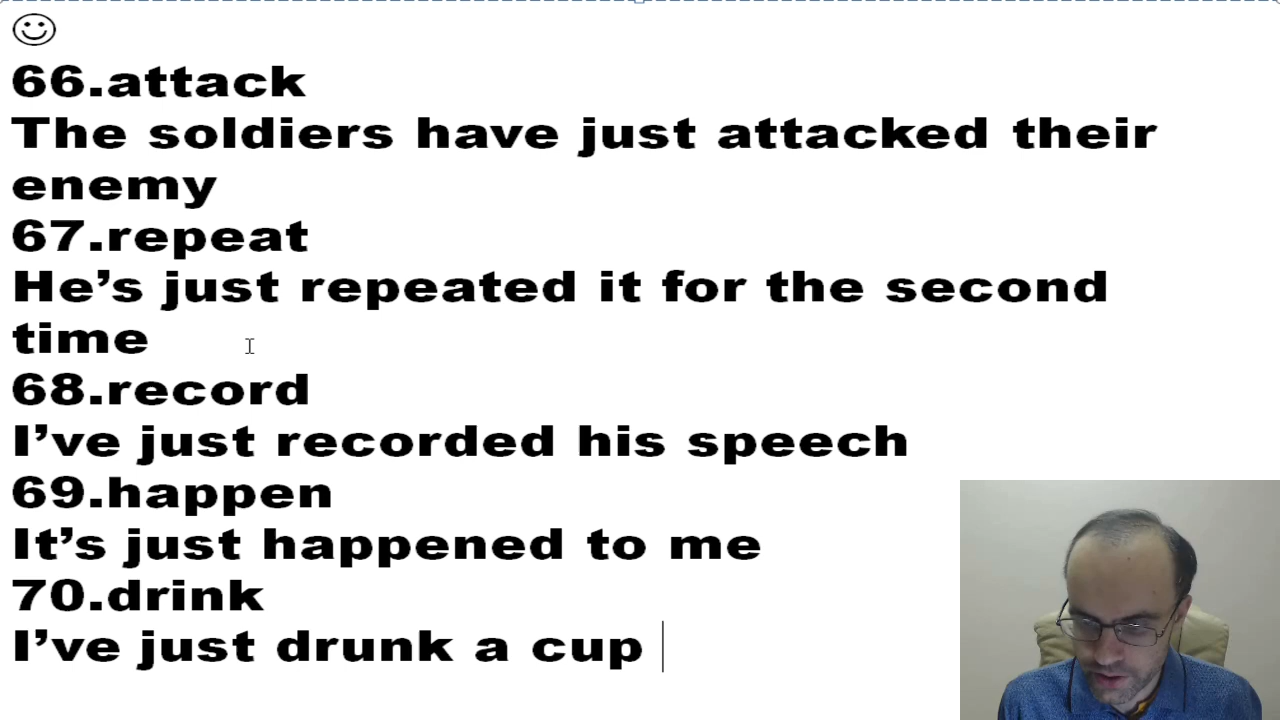 66.attack
The soldiers have just attacked their
enemy
67.repeat
He’s just repeated it for the second
time
68.record
I’ve just recorded his speech
69.happen
It’s just happened to me
70.drink
I’ve just drunk a cup